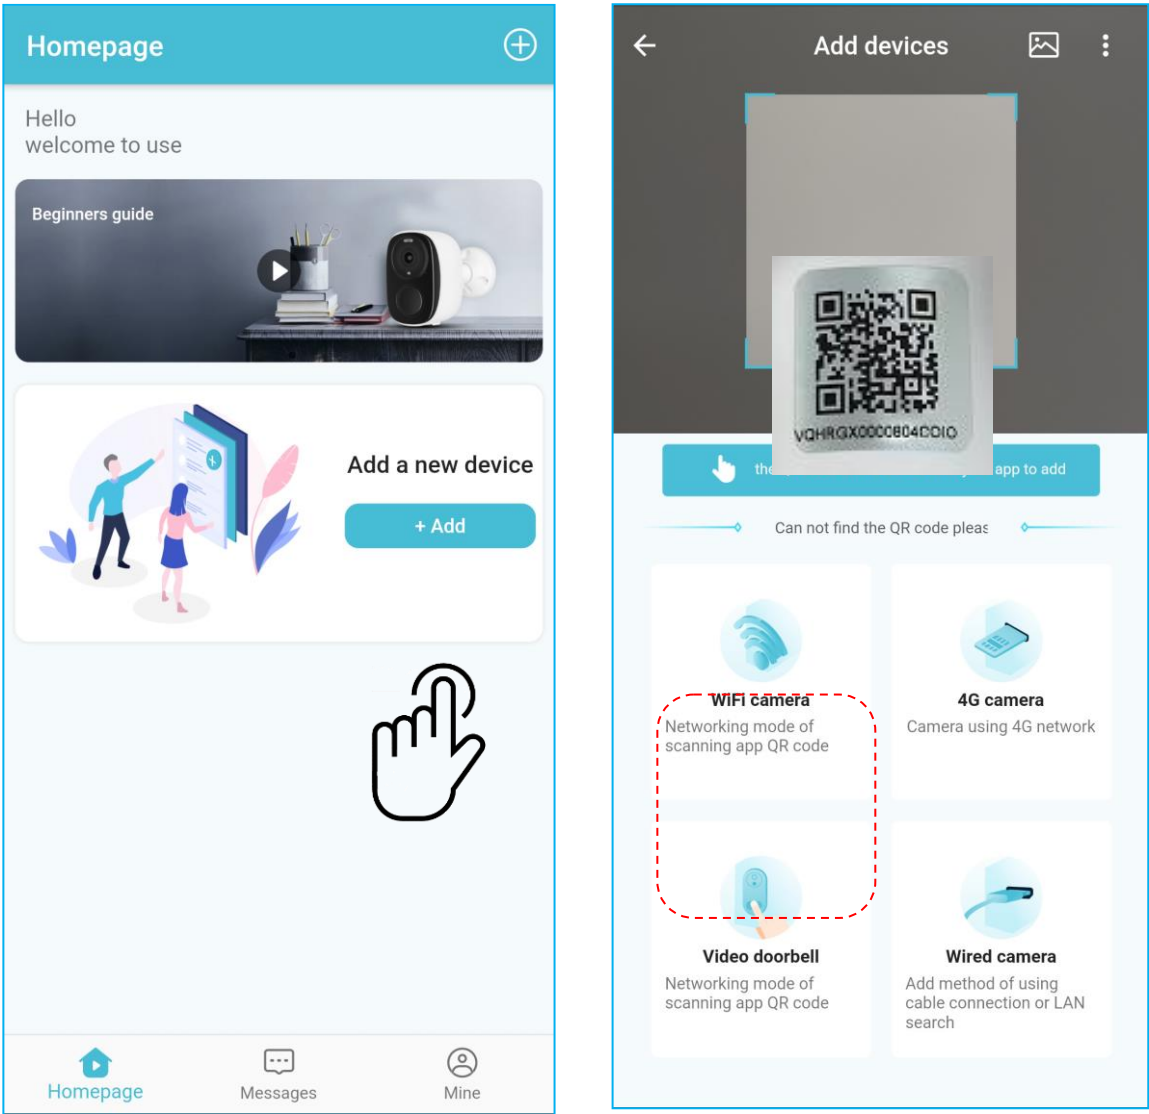 Homepage
Hello
welcome to use
Beginners guide
Add a new device
+ Add
Homepage
Messages
Mine
Add devices
VQHRGX0000804CDIO
the
app to add
Can not find the QR code pleas
WiFi camera
Networking mode of
scanning app QR code
4G camera
Camera using 4G network
Video doorbell
Networking mode of
scanning app QR code
Wired camera
Add method of using
cable connection or LAN
search